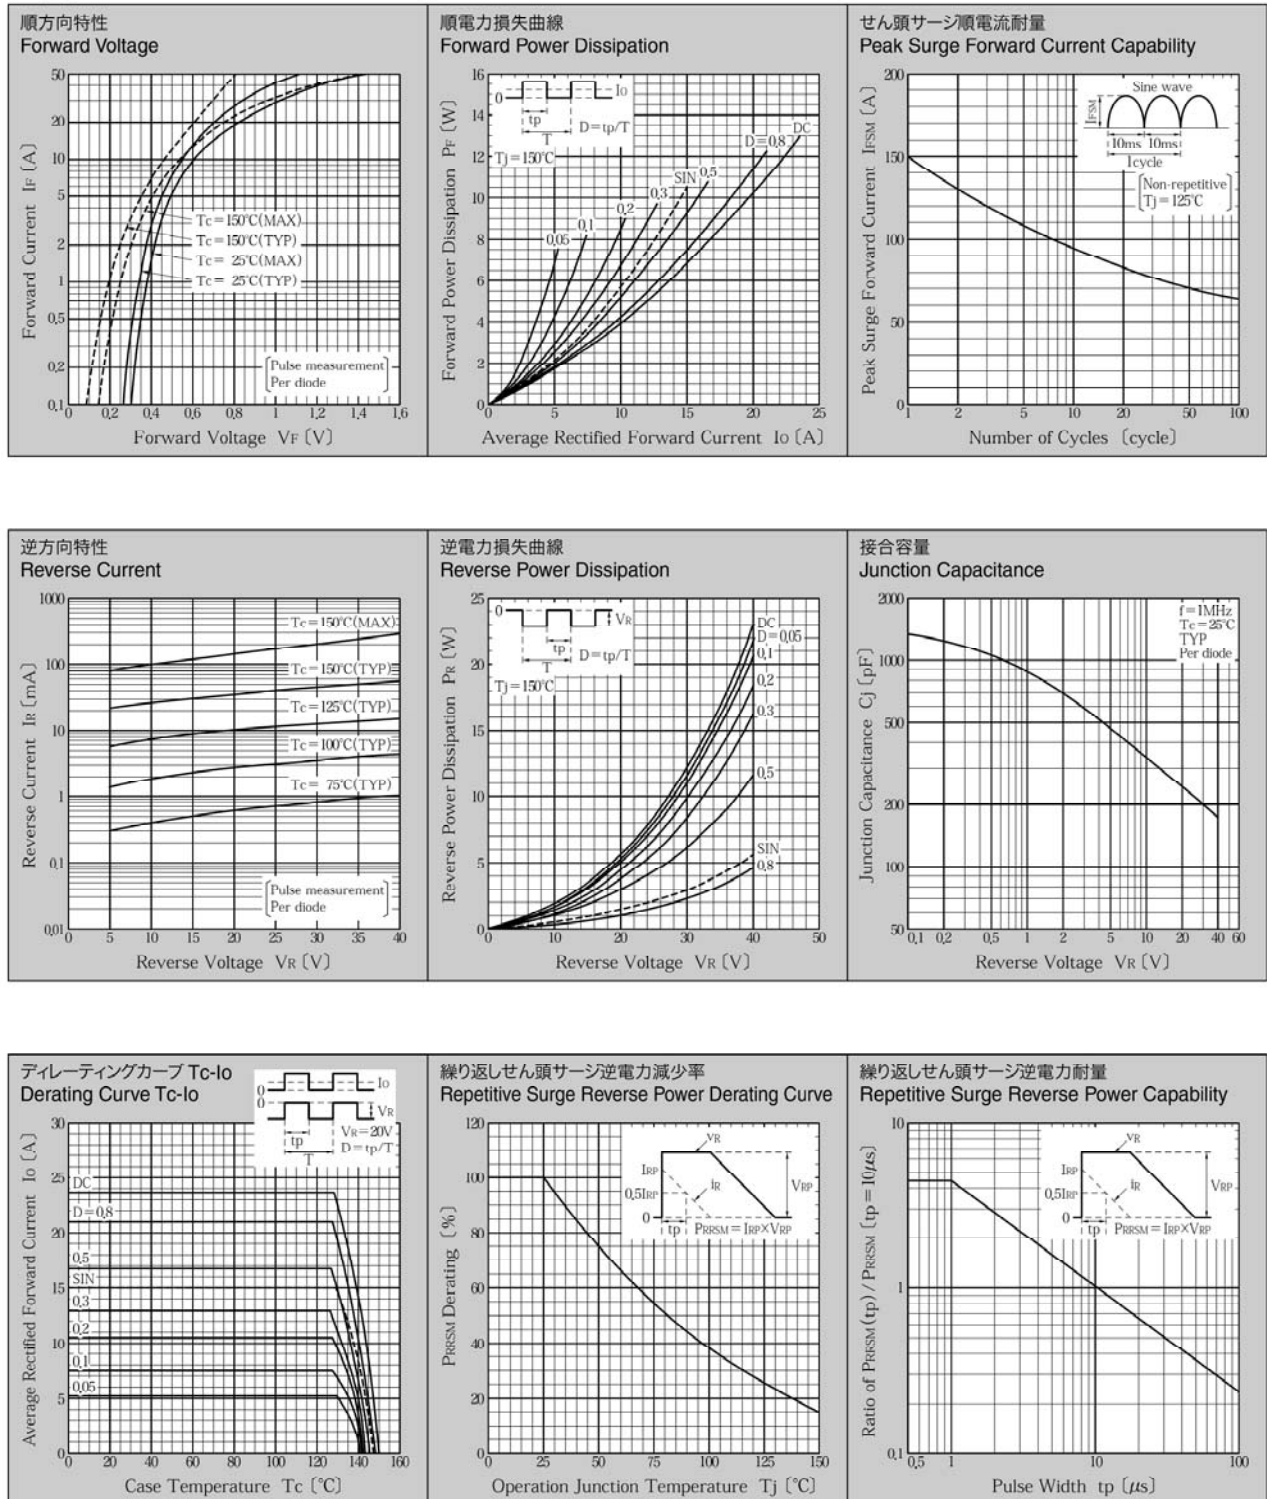 順方向特性
Forward Voltage
50
20
10
5
2
1
0.5
0.2
0.1
Forward Current IF [A]
Tc=150℃(MAX)
Tc=150℃(TYP)
Tc= 25℃(MAX)
Tc= 25℃(TYP)
Pulse measurement
Per diode
0 0.2 0.4 0.6 0.8 1 1.2 1.4 1.6
Forward Voltage VF [V]
順電力損失曲線
Forward Power Dissipation
16
14
12
10
8
6
4
2
0
Forward Power Dissipation PF [W]
0
Io
tp
T
D=tp/T
Tj=150℃
DC
D=0.8
SIN
0.5
0.3
0.2
0.1
0.05
0 5 10 15 20 25
Average Rectified Forward Current Io [A]
せん頭サージ順電流耐量
Peak Surge Forward Current Capability
200
150
100
50
0
Peak Surge Forward Current IFSM [A]
Sine wave
IFSM
10ms 10ms
1cycle
Non-repetitive
Tj=125℃
1 2 5 10 20 50 100
Number of Cycles [cycle]
逆方向特性
Reverse Current
1000
100
10
1
0.1
0.01
Reverse Current IR [mA]
Tc=150℃(MAX)
Tc=150℃(TYP)
Tc=125℃(TYP)
Tc=100℃(TYP)
Tc= 75℃(TYP)
Pulse measurement
Per diode
0 5 10 15 20 25 30 35 40
Reverse Voltage VR [V]
逆電力損失曲線
Reverse Power Dissipation
25
20
15
10
5
0
Reverse Power Dissipation PR [W]
0
VR
tp
T
D=tp/T
Tj=150℃
DC
D=0.05
0.1
0.2
0.3
0.5
SIN
0.8
0 10 20 30 40 50
Reverse Voltage VR [V]
接合容量
Junction Capacitance
2000
1000
500
200
100
50
Junction Capacitance Cj [pF]
f=1MHz
Tc=25℃
TYP
Per diode
0.1 0.2 0.5 1 2 5 10 20 40 60
Reverse Voltage VR [V]
ディレーティングカーブ Tc-Io
Derating Curve Tc-Io
0
Io
0
VR
tp
VR=20V
D=tp/T
T
30
25
20
15
10
5
0
Average Rectified Forward Current Io [A]
DC
D=0.8
0.5
SIN
0.3
0.2
0.1
0.05
0 20 40 60 80 100 120 140 160
Case Temperature Tc [℃]
繰り返しせん頭サージ逆電力減少率
Repetitive Surge Reverse Power Derating Curve
120
100
80
60
40
20
0
PRRSM Derating [%]
VR
IRP
0.5IRP
iR
VRP
0
tp
PRRSM=IRP×VRP
0 25 50 75 100 125 150
Operation Junction Temperature Tj [℃]
繰り返しせん頭サージ逆電力耐量
Repetitive Surge Reverse Power Capability
10
1
0.1
Ratio of PRRSM(tp) / PRRSM [tp=10μs]
VR
IRP
0.5IRP
iR
VRP
0
tp
PRRSM=IRP×VRP
0.5 1 10 100
Pulse Width tp [μs]